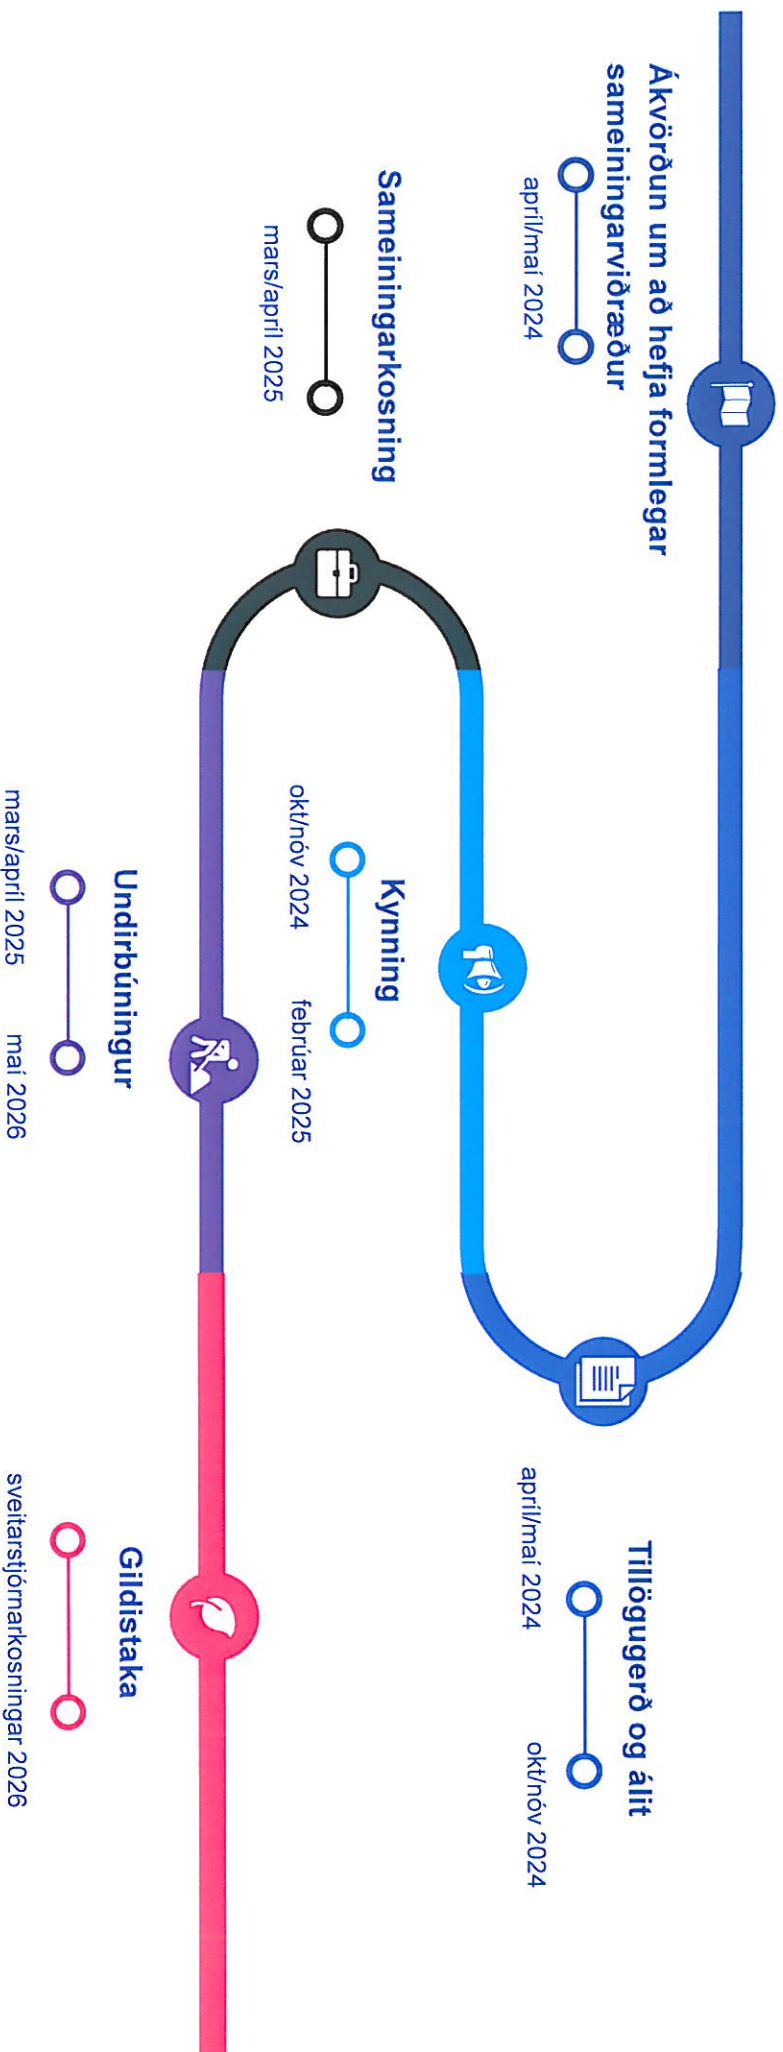 Ákvörðun um að hefja formlegar
sameiningarviðræður
apríl/maí 2024
Tillögugerð og álit
apríl/maí 2024
okt/nóv 2024
Kynning
okt/nóv 2024
febrúar 2025
Sameiningarkosning
mars/apríl 2025
Undirbúningur
mars/apríl 2025
maí 2026
Gildistaka
sveitarstjórnarkosningar 2026